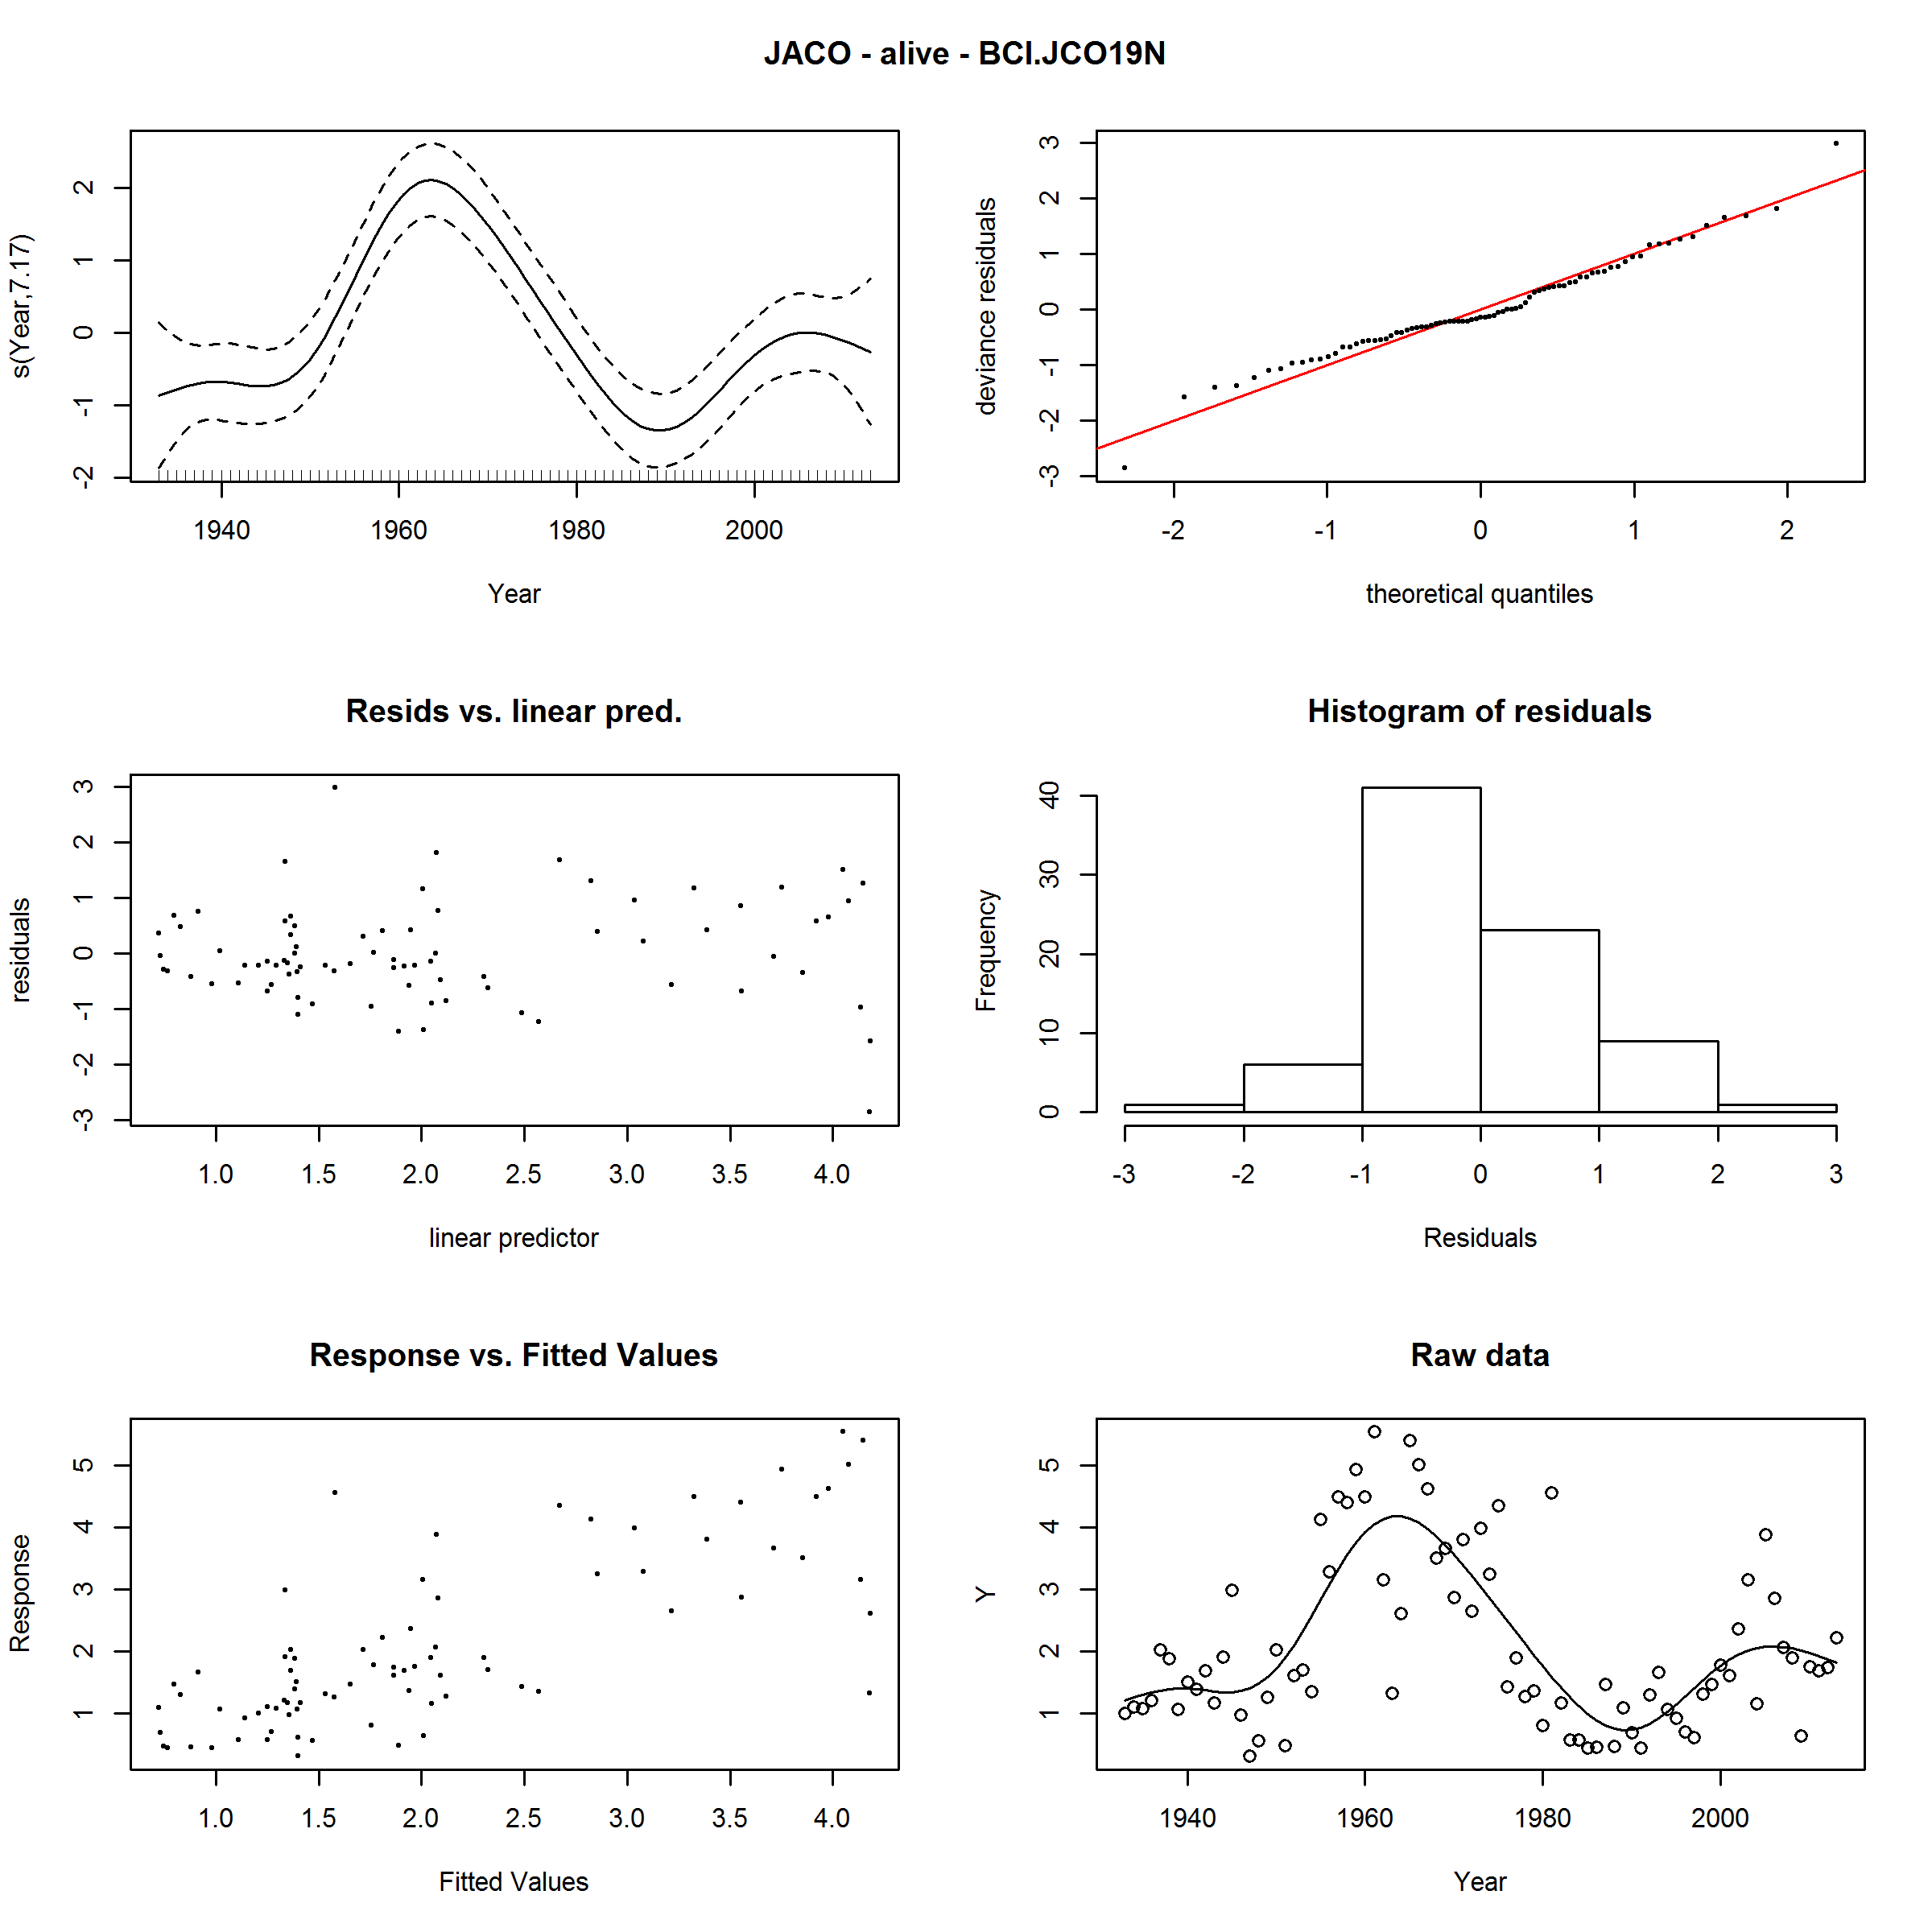 JACO - alive - BCI.JCO19N
s(Year,7.17)
2
1
0
-1
-2
1940 1960 1980 2000
Year
deviance residuals
3
2
1
0
-1
-2
-3
-2 -1 0 1 2
theoretical quantiles
Resids vs. linear pred.
residuals
3
2
1
0
-1
-2
-3
1.0 1.5 2.0 2.5 3.0 3.5 4.0
linear predictor
Histogram of residuals
Frequency
40
30
20
10
0
-3 -2 -1 0 1 2 3
Residuals
Response vs. Fitted Values
Response
5
4
3
2
1
1.0 1.5 2.0 2.5 3.0 3.5 4.0
Fitted Values
Raw data
Y
5
4
3
2
1
1940 1960 1980 2000
Year